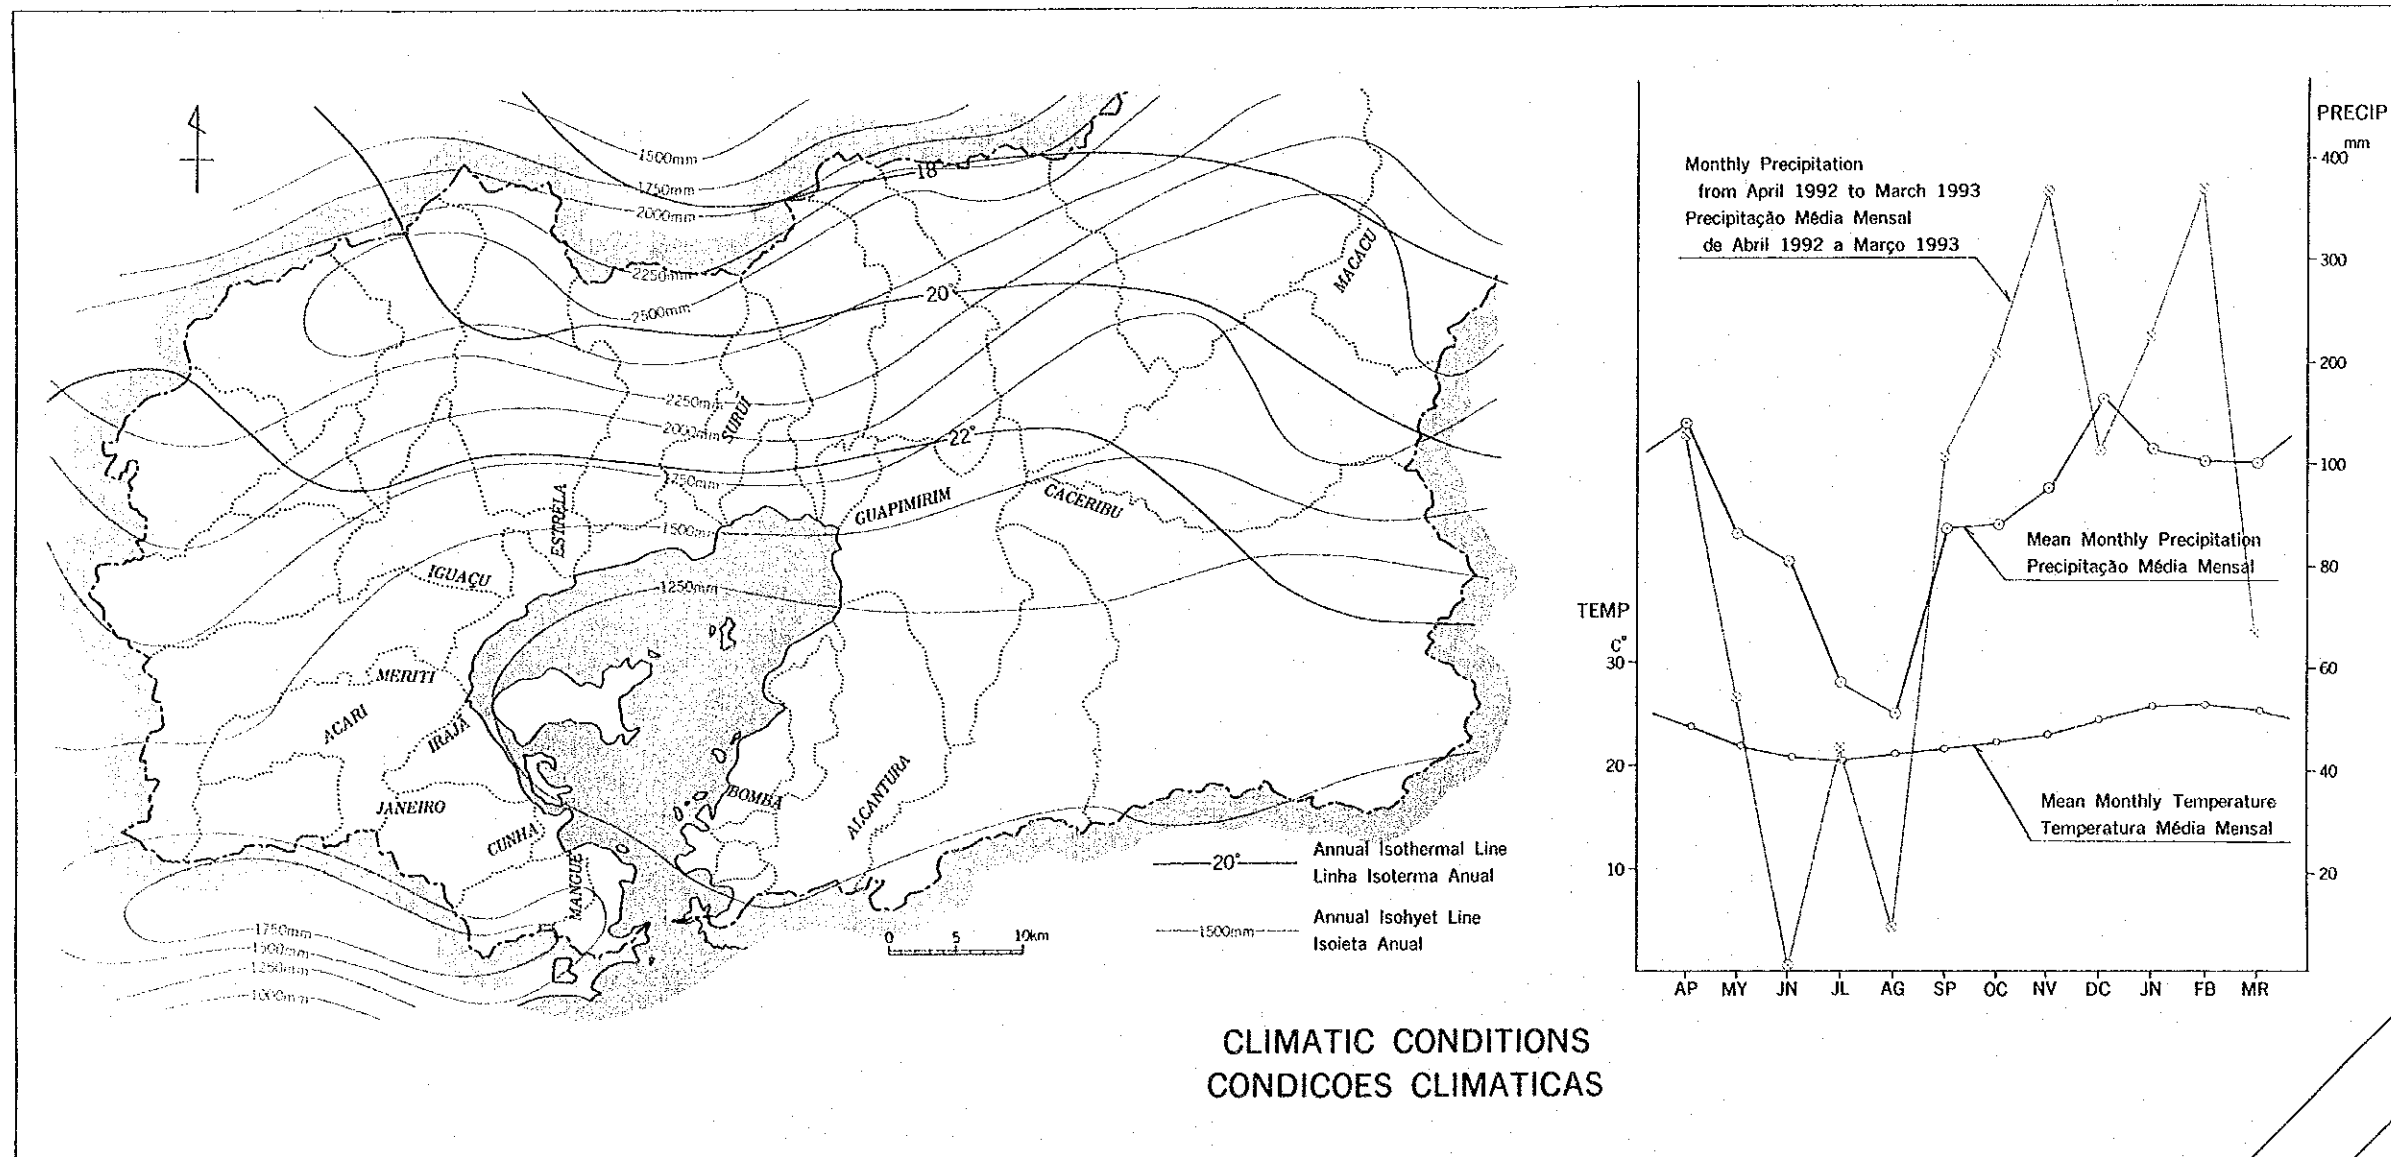 1500mm
1750mm
2000mm
2250mm
2500mm
18°
20°
MACACU
2250mm
2000mm
SURUÍ
22°
1750mm
1500mm
ESTRELA
GUAPIMIRIM
CACERIBU
IGUAÇU
1250mm
MERITI
ACARI
IRAJÁ
JANEIRO
CUNHA
MANGUE
BOMBA
ALCANTURA
1750mm
1500mm
1250mm
1000mm
0 5 10km
20°
Annual Isothermal Line
Linha Isoterma Anual
1500mm
Annual Isohyet Line
Isoieta Anual
PRECIP
mm
400
300
200
100
80
60
40
20
Monthly Precipitation
from April 1992 to March 1993
Precipitação Média Mensal
de Abril 1992 a Março 1993
Mean Monthly Precipitation
Precipitação Média Mensal
TEMP
C°
30
20
10
Mean Monthly Temperature
Temperatura Média Mensal
AP MY JN JL AG SP OC NV DC JN FB MR
CLIMATIC CONDITIONS
CONDICOES CLIMATICAS